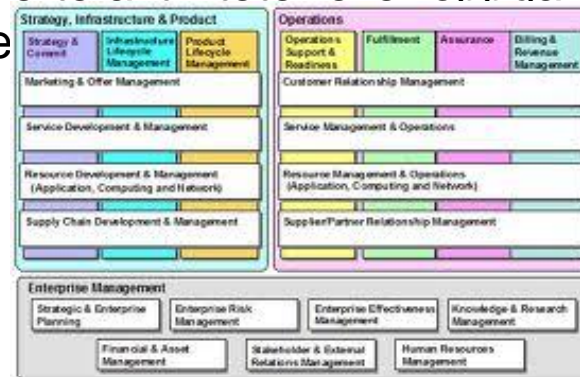 e
Strategy, Infrastructure & Product
Operations
Strategy &
Commit
Infrastructure
Lifecycle
Management
Product
Lifecycle
Management
Operations
Support &
Readiness
Fulfillment
Assurance
Billing &
Revenue
Management
Marketing & Offer Management
Customer Relationship Management
Service Development & Management
Service Management & Operations
Resource Development & Management
(Application, Computing and Network)
Resource Management & Operations
(Application, Computing and Network)
Supply Chain Development & Management
Supplier/Partner Relationship Management
Enterprise Management
Strategic & Enterprise
Planning
Enterprise Risk
Management
Enterprise Effectiveness
Management
Knowledge & Research
Management
Financial & Asset
Management
Stakeholder & External
Relations Management
Human Resources
Management